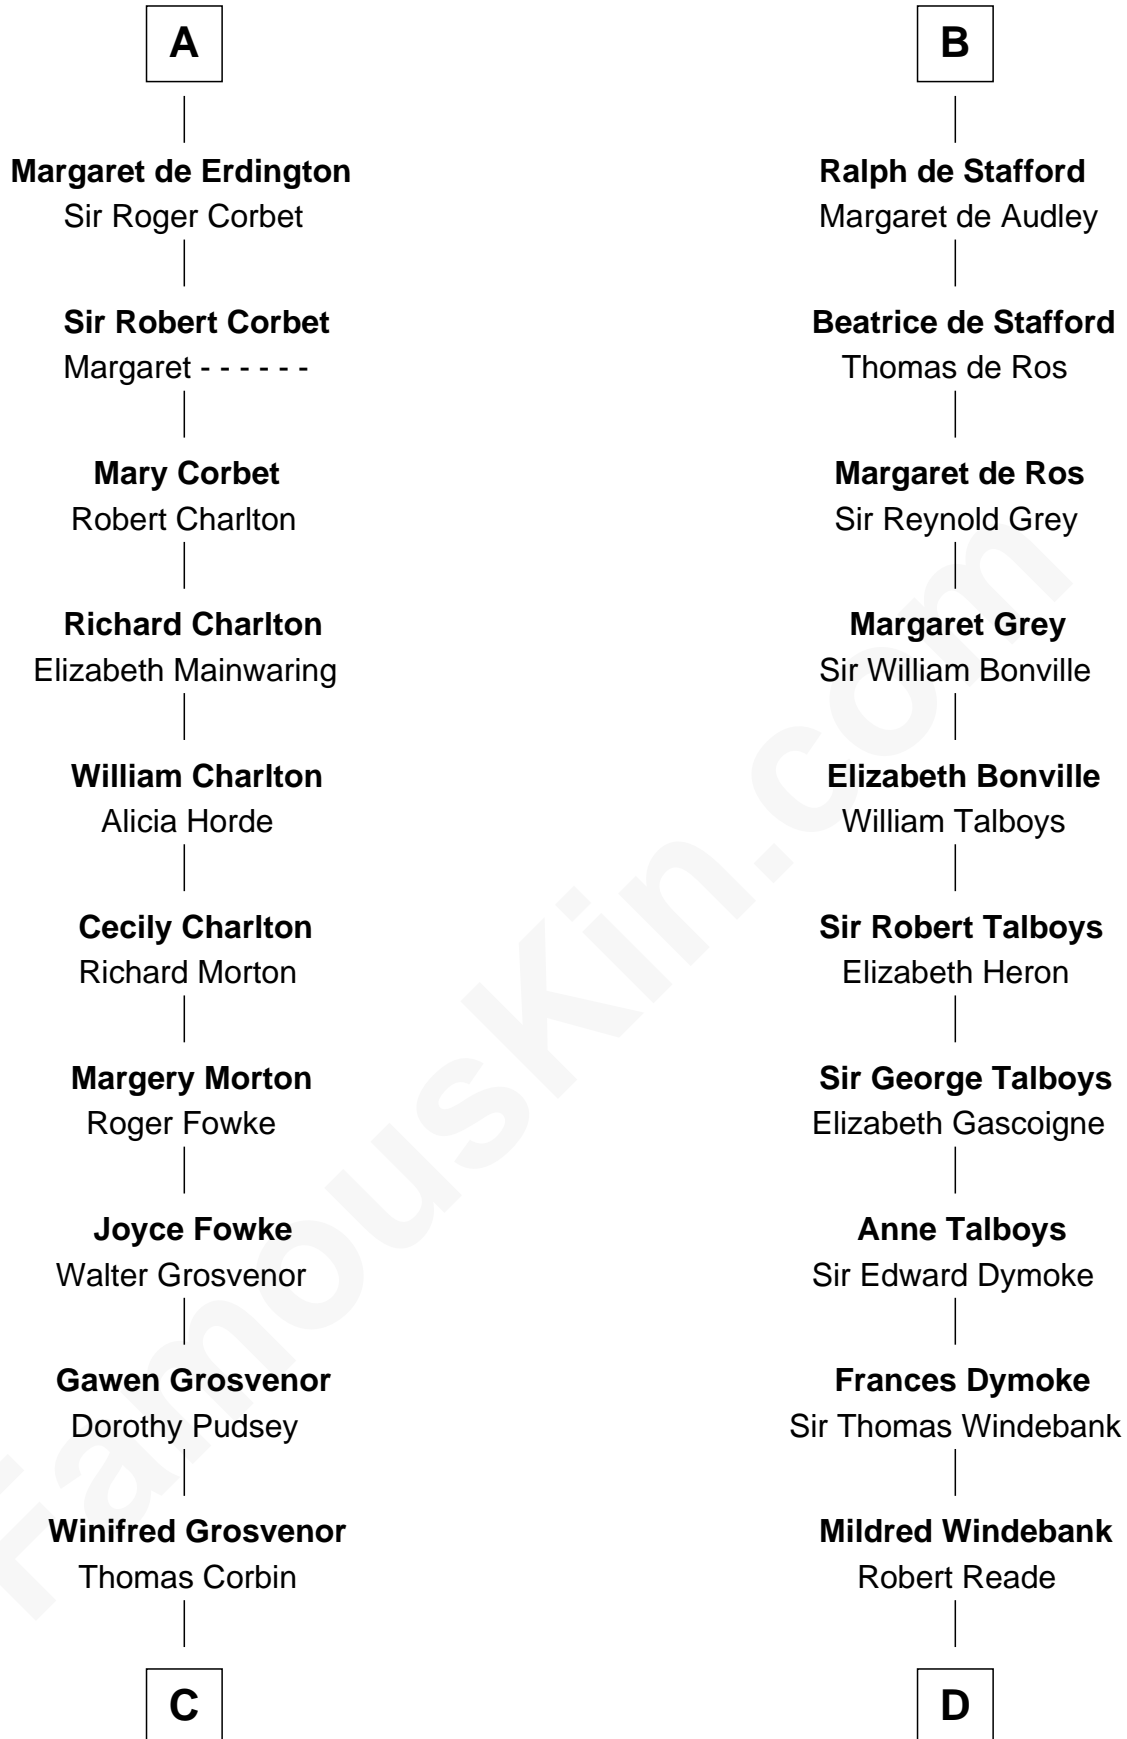 A
Margaret de Erdington
Sir Roger Corbet
Sir Robert Corbet
Margaret - - - - - -
Mary Corbet
Robert Charlton
Richard Charlton
Elizabeth Mainwaring
William Charlton
Alicia Horde
Cecily Charlton
Richard Morton
Margery Morton
Roger Fowke
Joyce Fowke
Walter Grosvenor
Gawen Grosvenor
Dorothy Pudsey
Winifred Grosvenor
Thomas Corbin
C
B
Ralph de Stafford
Margaret de Audley
Beatrice de Stafford
Thomas de Ros
Margaret de Ros
Sir Reynold Grey
Margaret Grey
Sir William Bonville
Elizabeth Bonville
William Talboys
Sir Robert Talboys
Elizabeth Heron
Sir George Talboys
Elizabeth Gascoigne
Anne Talboys
Sir Edward Dymoke
Frances Dymoke
Sir Thomas Windebank
Mildred Windebank
Robert Reade
D
FamousKin.com